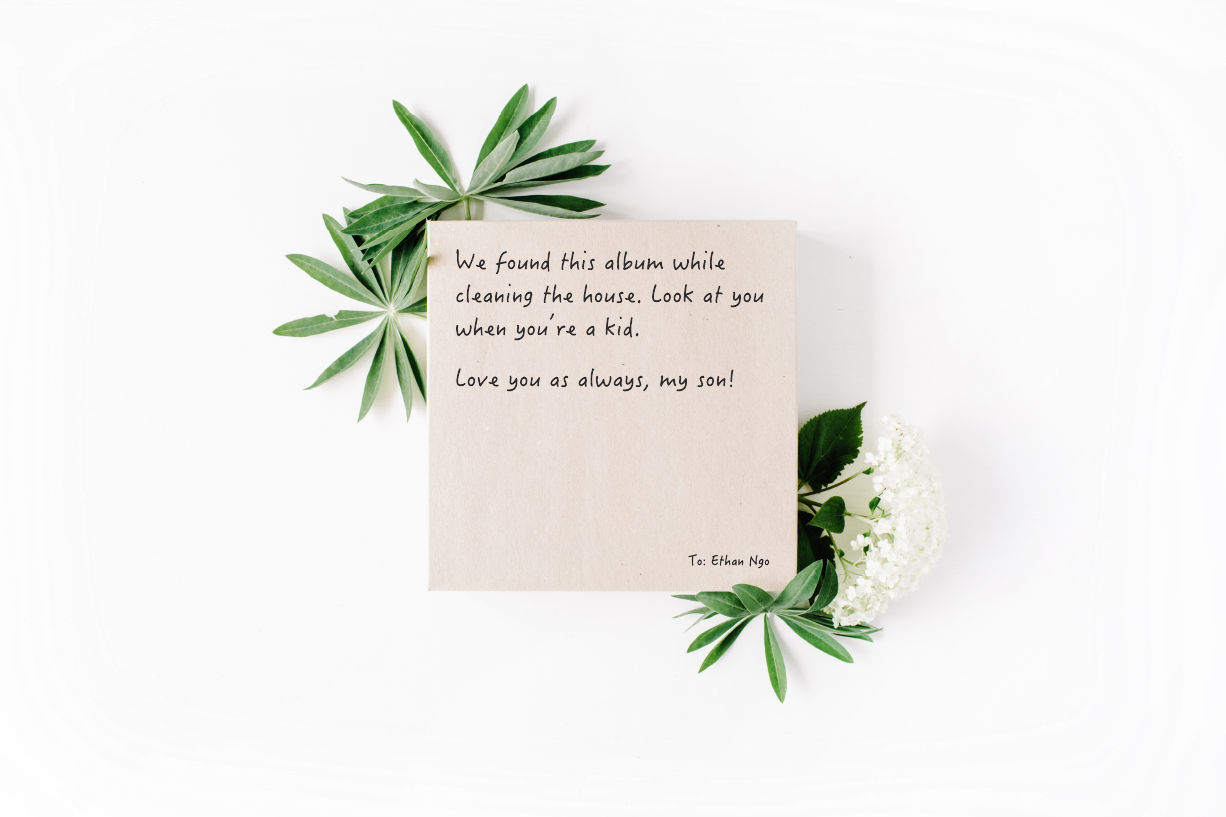 We found this album while
cleaning the house. Look at you
when you're a kid.
Love you as always, my son!
To: Ethan Ngo